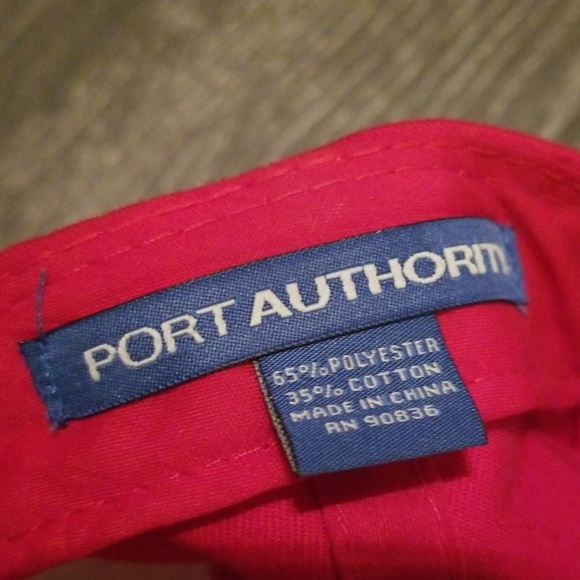 PORT AUTHORITY
65% POLYESTER
35% COTTON
MADE IN CHINA
RN 90836